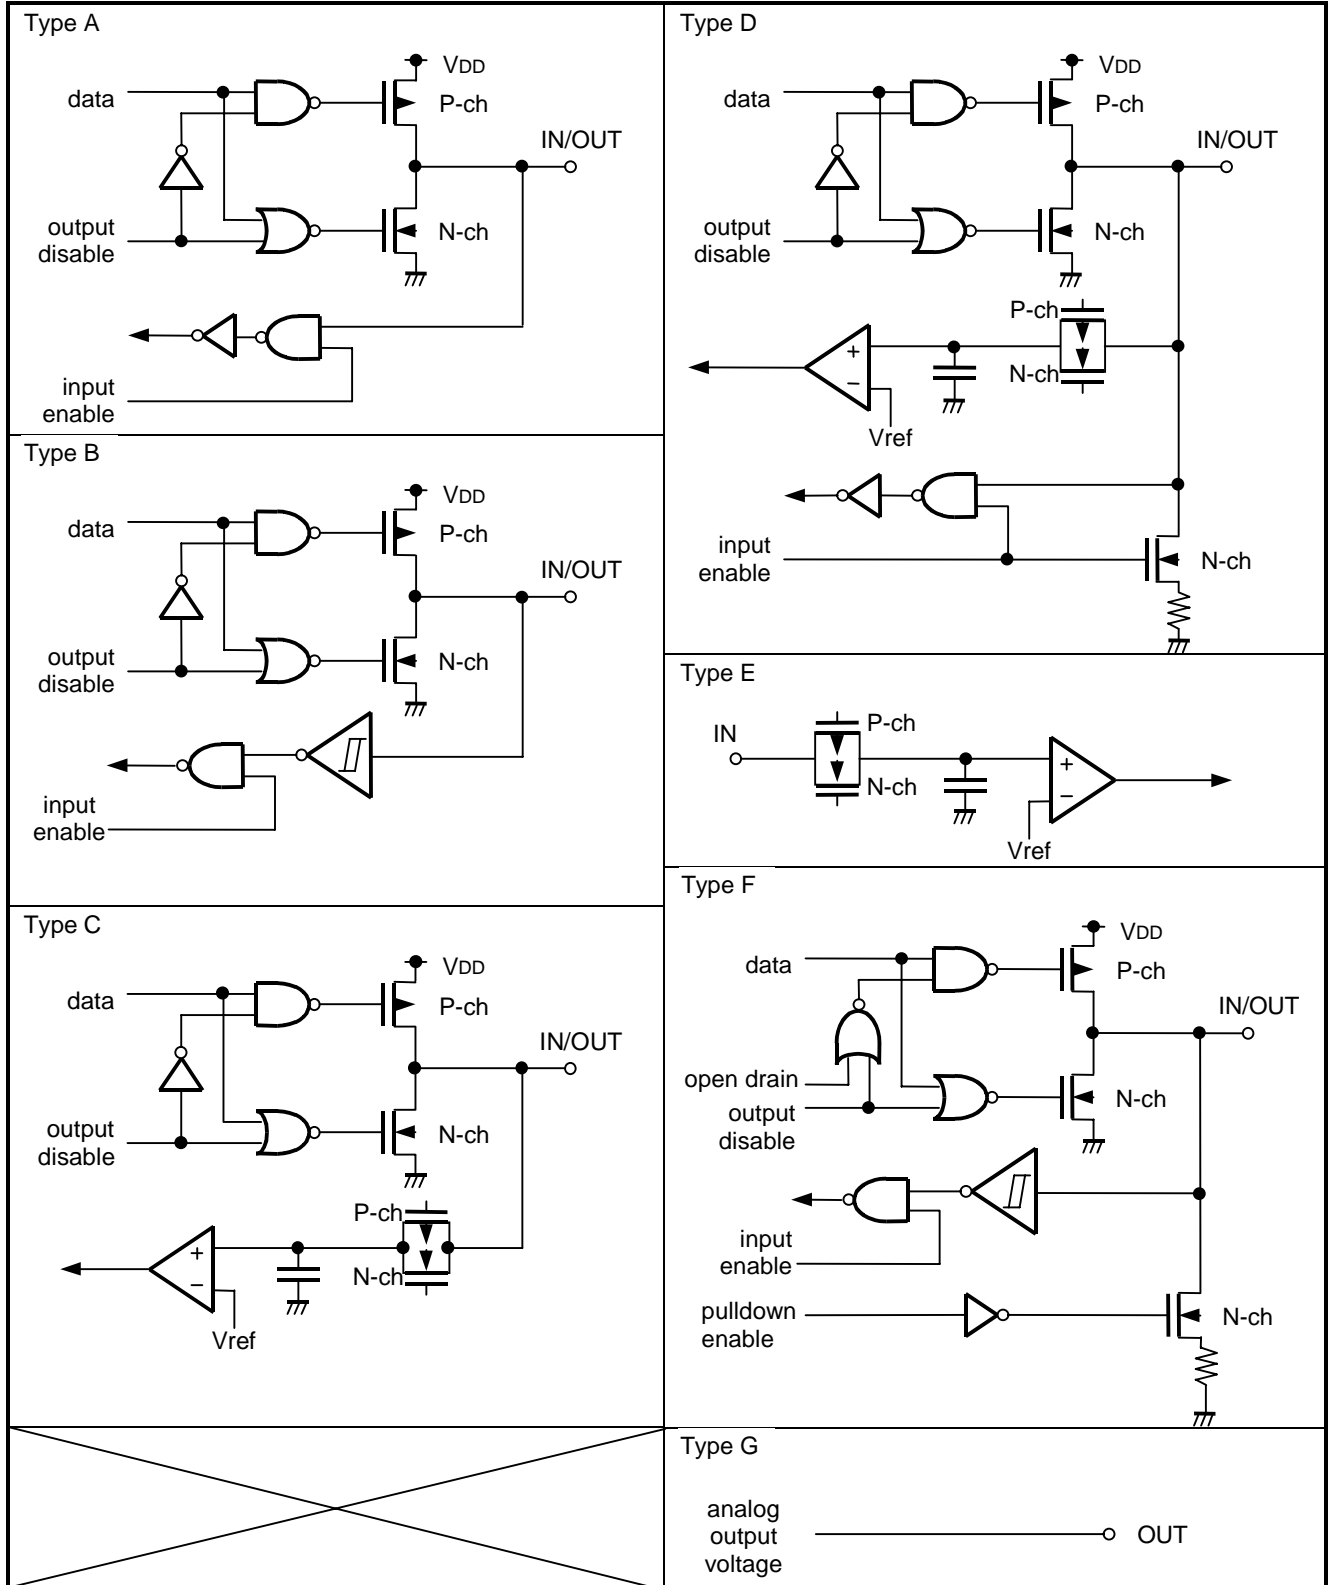 Type A
VDD
data
P-ch
IN/OUT
output
disable
N-ch
input
enable
Type B
VDD
data
P-ch
IN/OUT
output
disable
N-ch
input
enable
Type C
VDD
data
P-ch
IN/OUT
output
disable
N-ch
P-ch
+
−
N-ch
Vref
Type D
VDD
data
P-ch
IN/OUT
output
disable
N-ch
P-ch
+
−
N-ch
Vref
input
enable
N-ch
Type E
IN
P-ch
N-ch
+
−
Vref
Type F
VDD
data
P-ch
IN/OUT
open drain
output
disable
N-ch
input
enable
pulldown
enable
N-ch
Type G
analog
output
voltage
OUT